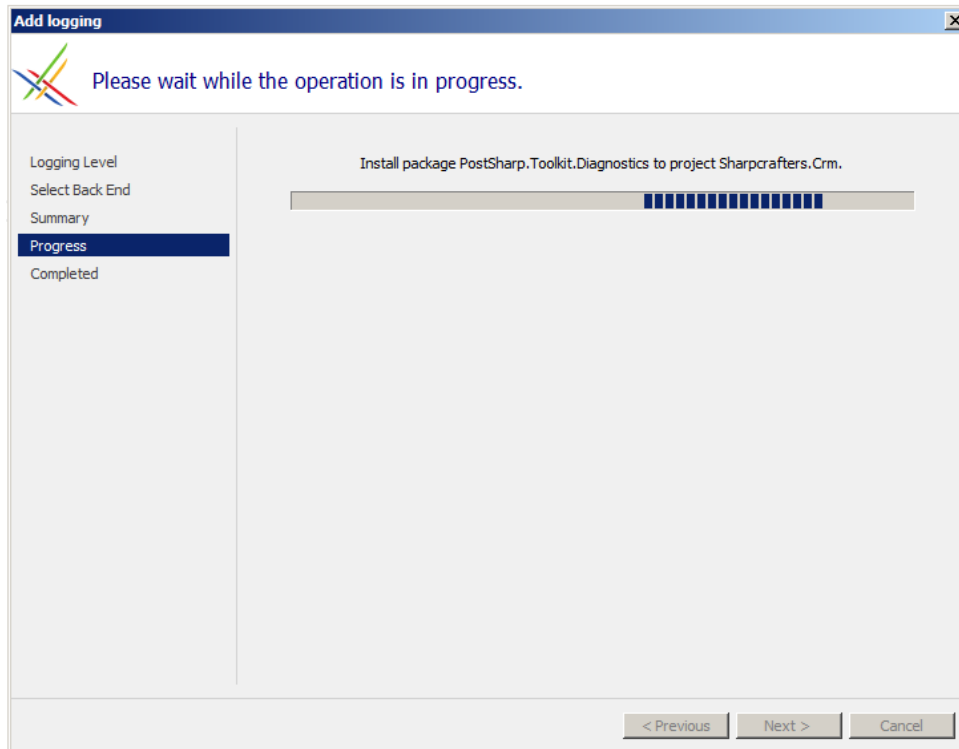 Add logging
Please wait while the operation is in progress.
Logging Level
Select Back End
Summary
Progress
Completed
Install package PostSharp.Toolkit.Diagnostics to project Sharpcrafters.Crm.
< Previous
Next >
Cancel